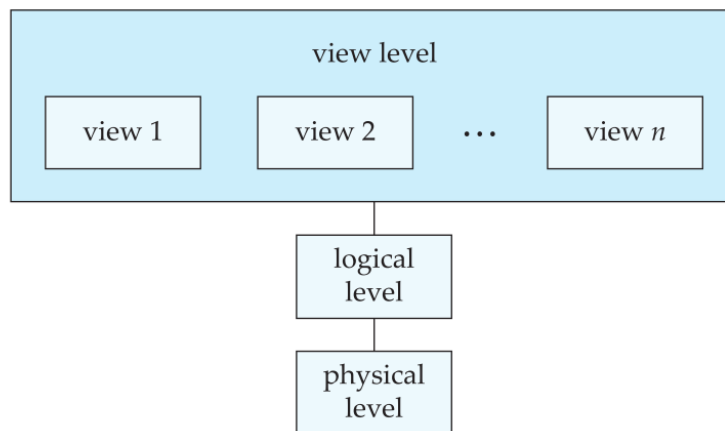 view level
view 1
view 2
...
view n
logical
level
physical
level